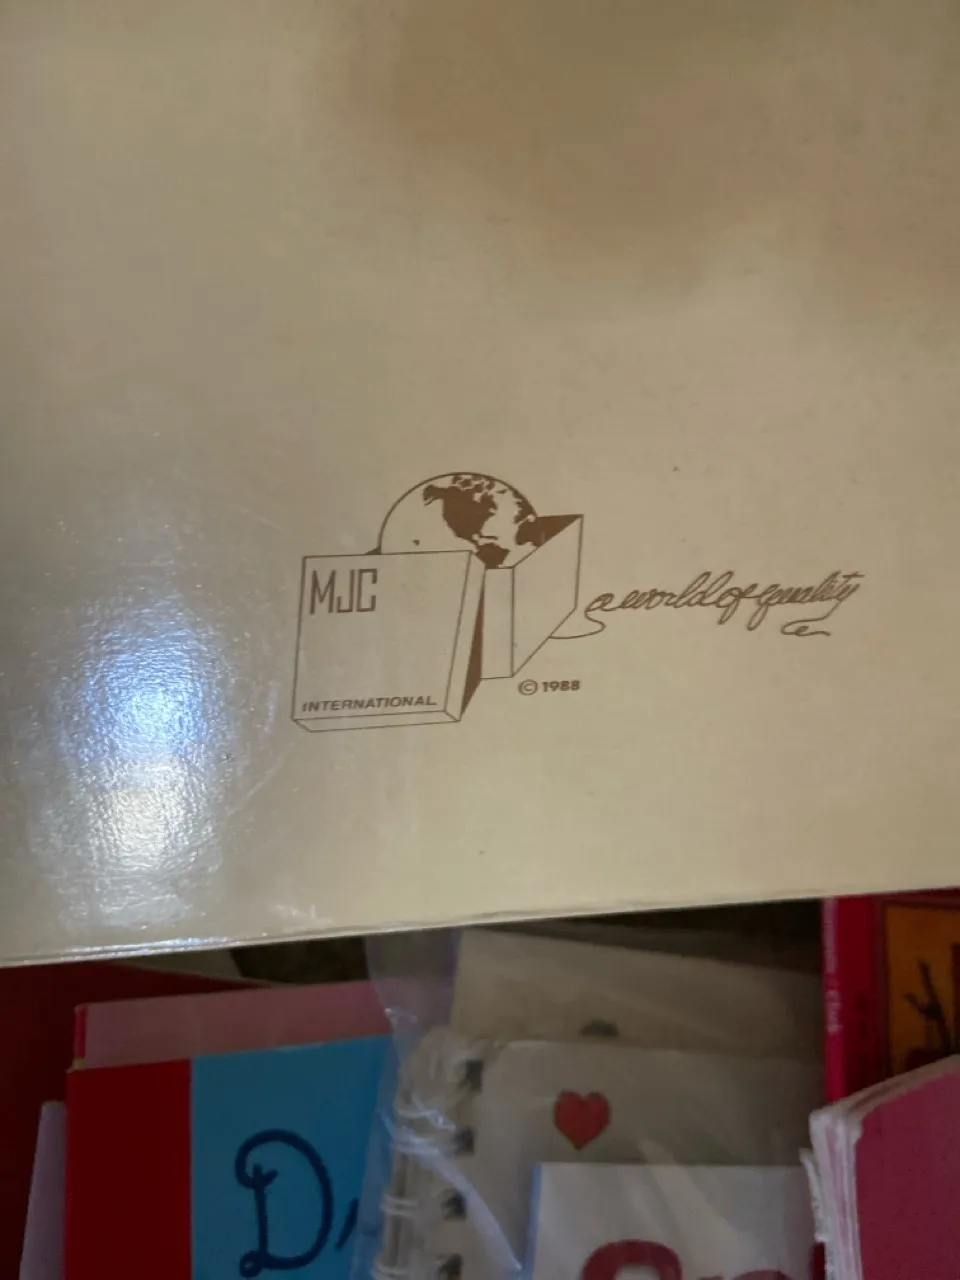 MJC
INTERNATIONAL
a world of quality
© 1988
D